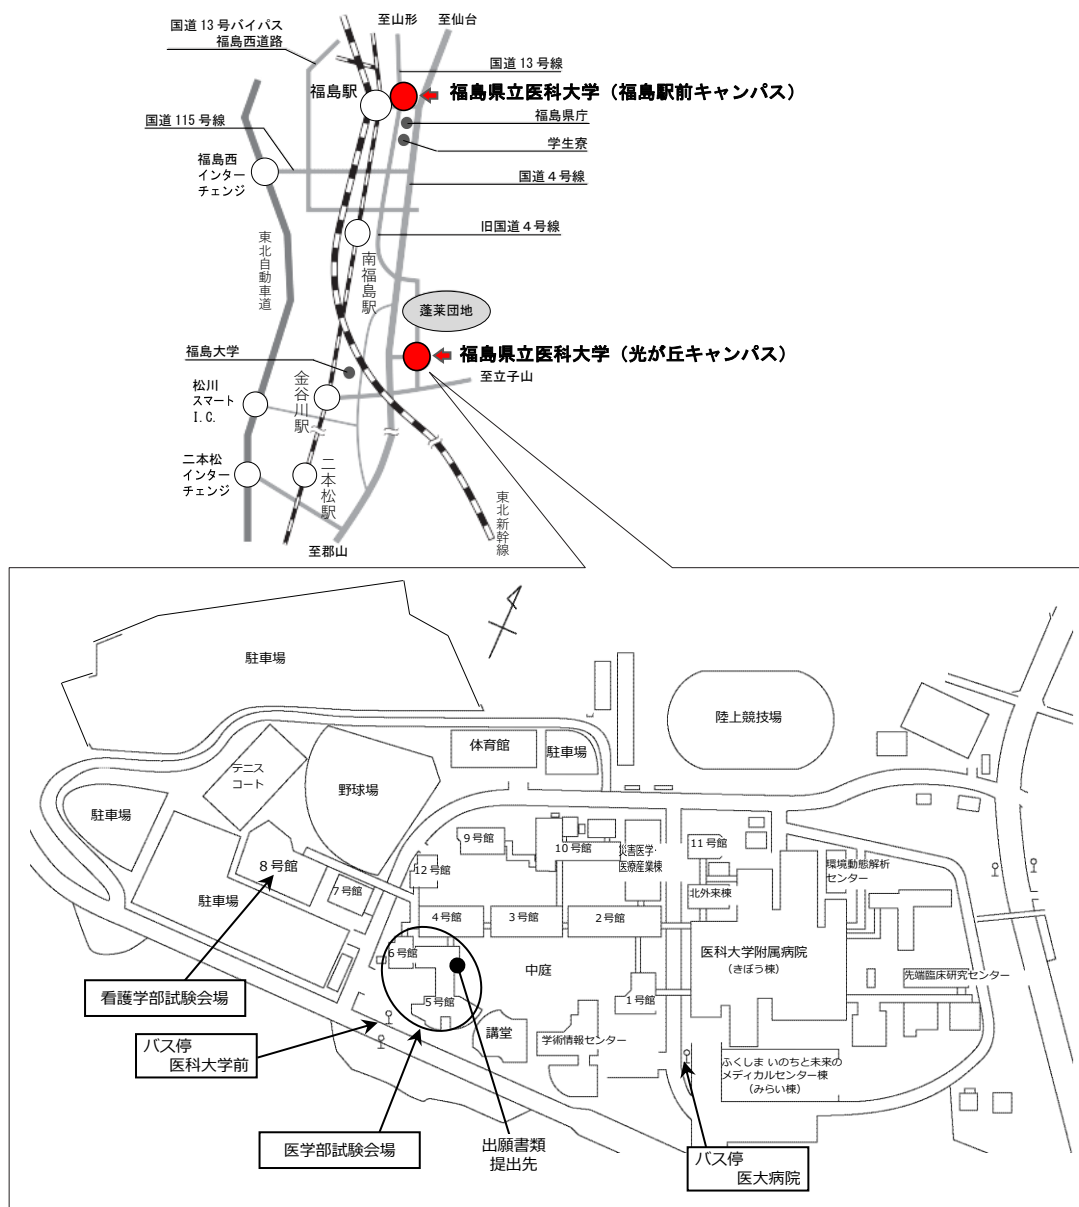 至山形
至仙台
国道 13 号バイパス
福島西道路
国道 13 号線
福島駅
福島県立医科大学（福島駅前キャンパス）
福島県庁
国道 115 号線
学生寮
福島西
インター
チェンジ
国道４号線
旧国道４号線
東北自動車道
南福島駅
蓬莱団地
福島大学
福島県立医科大学（光が丘キャンパス）
至立子山
松川
スマート
I.C.
金谷川駅
二本松
インター
チェンジ
二本松駅
東北新幹線
至郡山
駐車場
陸上競技場
体育館
駐車場
テニス
コート
野球場
駐車場
９号館
10 号館
災害医学・
医療産業棟
11 号館
環境動態解析
センター
８号館
12 号館
７号館
北外来棟
駐車場
４号館
３号館
２号館
６号館
中庭
医科大学附属病院
（きぼう棟）
先端臨床研究センター
５号館
１号館
看護学部試験会場
講堂
学術情報センター
バス停
医科大学前
ふくしま いのちと未来の
メディカルセンター棟
（みらい棟）
医学部試験会場
出願書類
提出先
バス停
医大病院